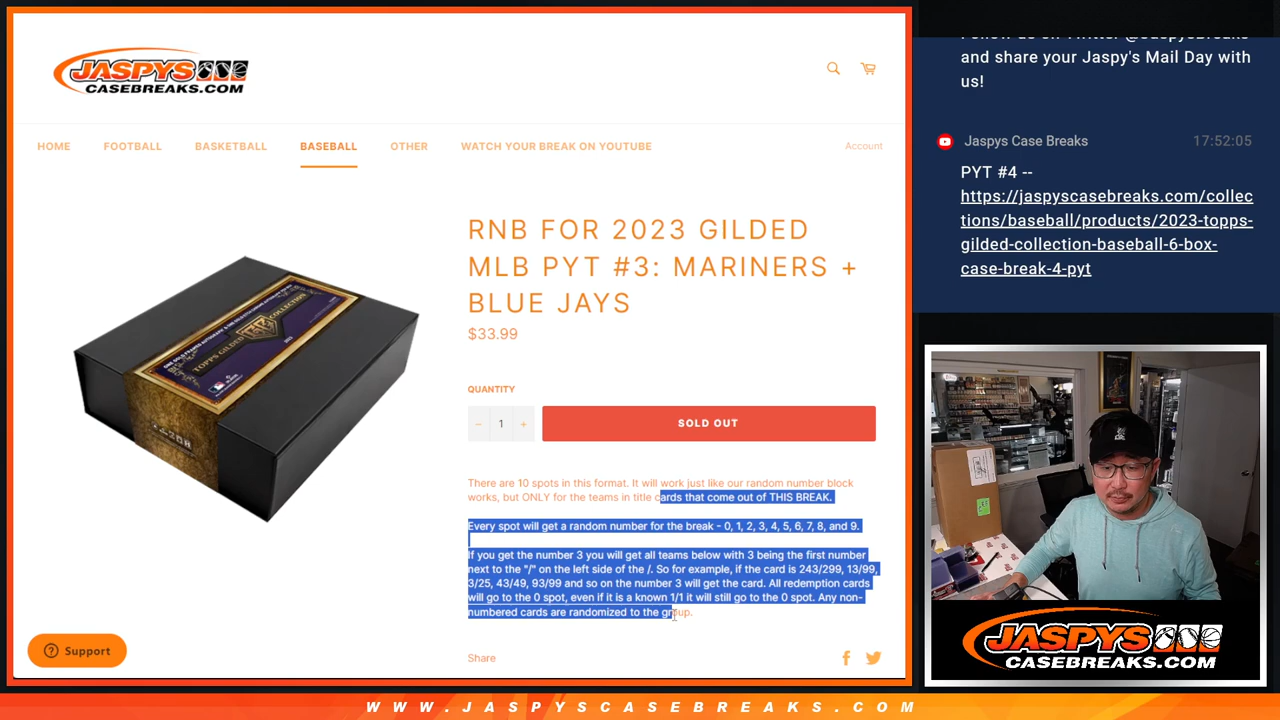 JASPYS
CASEBREAKS.COM
HOME FOOTBALL BASKETBALL BASEBALL OTHER WATCH YOUR BREAK ON YOUTUBE Account
RNB FOR 2023 GILDED
MLB PYT #3: MARINERS +
BLUE JAYS
$33.99
QUANTITY
− 1 + SOLD OUT
There are 10 spots in this format. It will work just like our random number block
works, but ONLY for the teams in title cards that come out of THIS BREAK.
Every spot will get a random number for the break - 0, 1, 2, 3, 4, 5, 6, 7, 8, and 9.
If you get the number 3 you will get all teams below with 3 being the first number
next to the "/" on the left side of the /. So for example, if the card is 243/299, 13/99,
3/25, 43/49, 93/99 and so on the number 3 will get the card. All redemption cards
will go to the 0 spot, even if it is a known 1/1 it will still go to the 0 spot. Any non-
numbered cards are randomized to the group.
Share
Support
TOPPS GILDED COLLECTION
2023
and share your Jaspy's Mail Day with
us!
Jaspys Case Breaks 17:52:05
PYT #4 --
https://jaspyscasebreaks.com/collec
tions/baseball/products/2023-topps-
gilded-collection-baseball-6-box-
case-break-4-pyt
JASPYS
CASEBREAKS.COM
WWW.JASPYSCASEBREAKS.COM